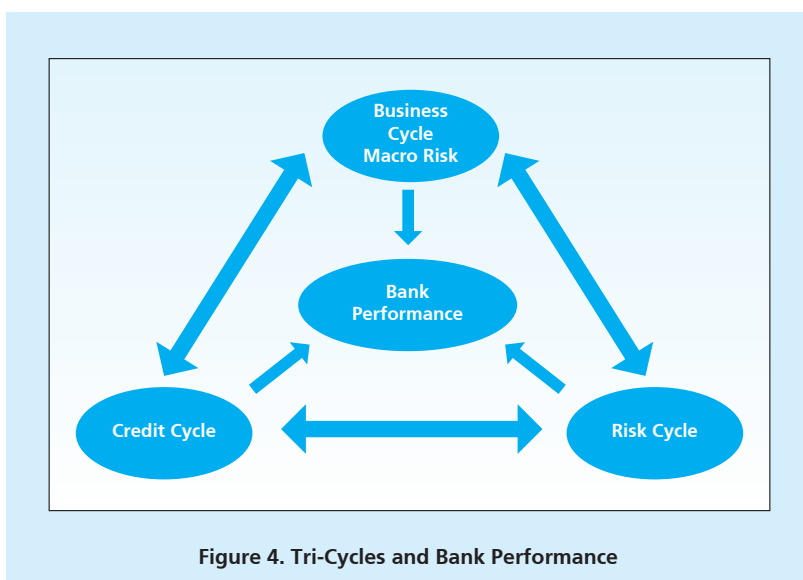 Business
Cycle
Macro Risk
Bank
Performance
Credit Cycle
Risk Cycle
Figure 4. Tri-Cycles and Bank Performance